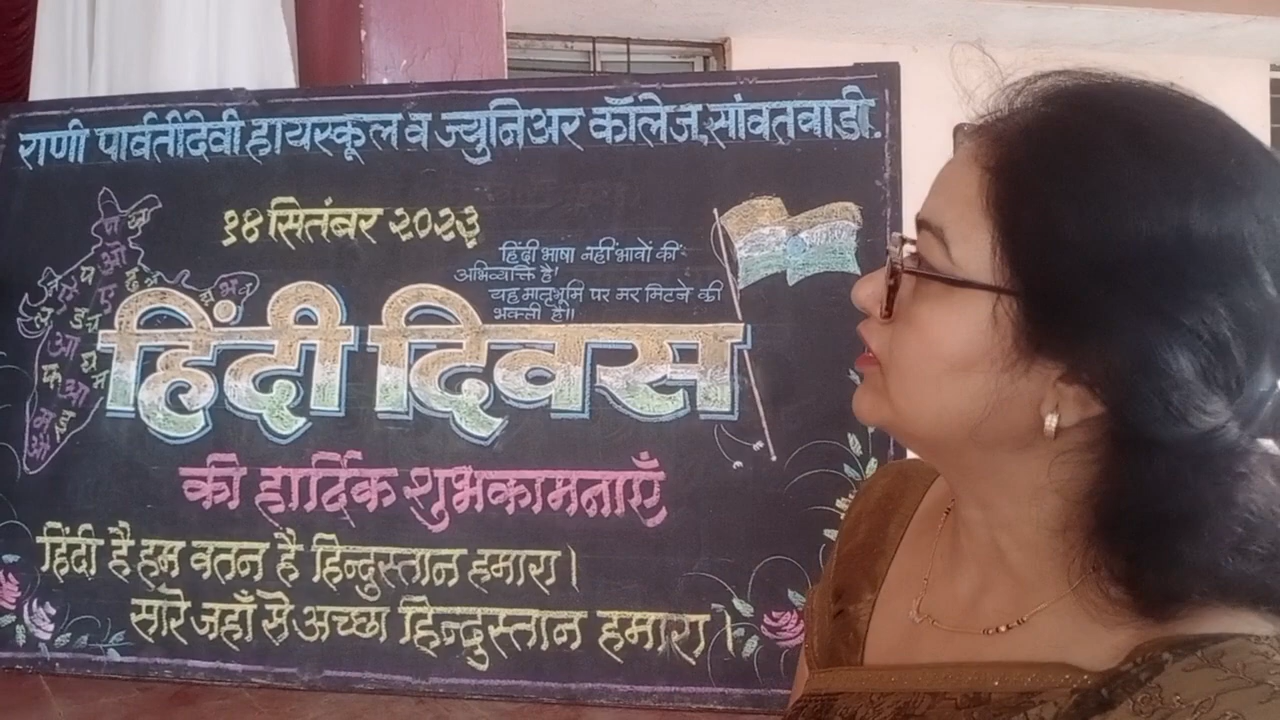 राणी पार्वतीदेवी हायस्कूल व ज्युनिअर कॉलेज, सांवतवाडी.
१४ सितंबर २०२३
हिंदी भाषा नहीं भावों की
अभिव्यक्ति है।
यह मातृभूमि पर मर मिटने की
भक्ती है।।
हिंदी दिवस
की हार्दिक शुभकामनाएँ
हिंदी है हम वतन है हिन्दुस्तान हमारा।
सारे जहाँ से अच्छा हिन्दुस्तान हमारा।